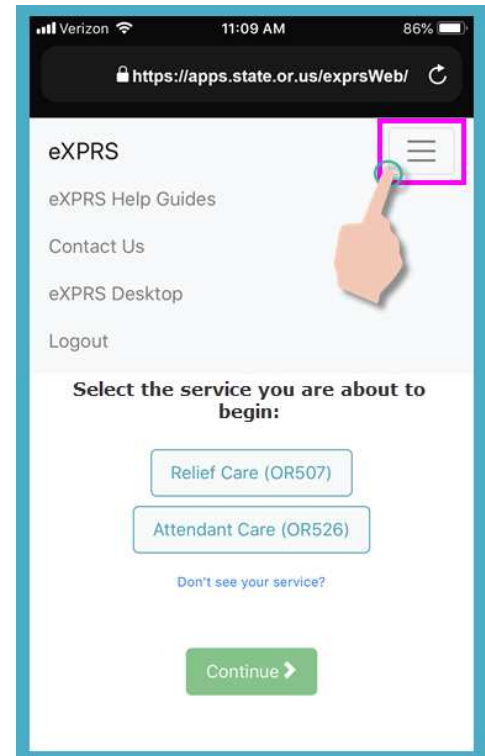 Verizon 11:09 AM 86%
https://apps.state.or.us/exprsWeb/
eXPRS
eXPRS Help Guides
Contact Us
eXPRS Desktop
Logout
Select the service you are about to
begin:
Relief Care (OR507)
Attendant Care (OR526)
Don't see your service?
Continue